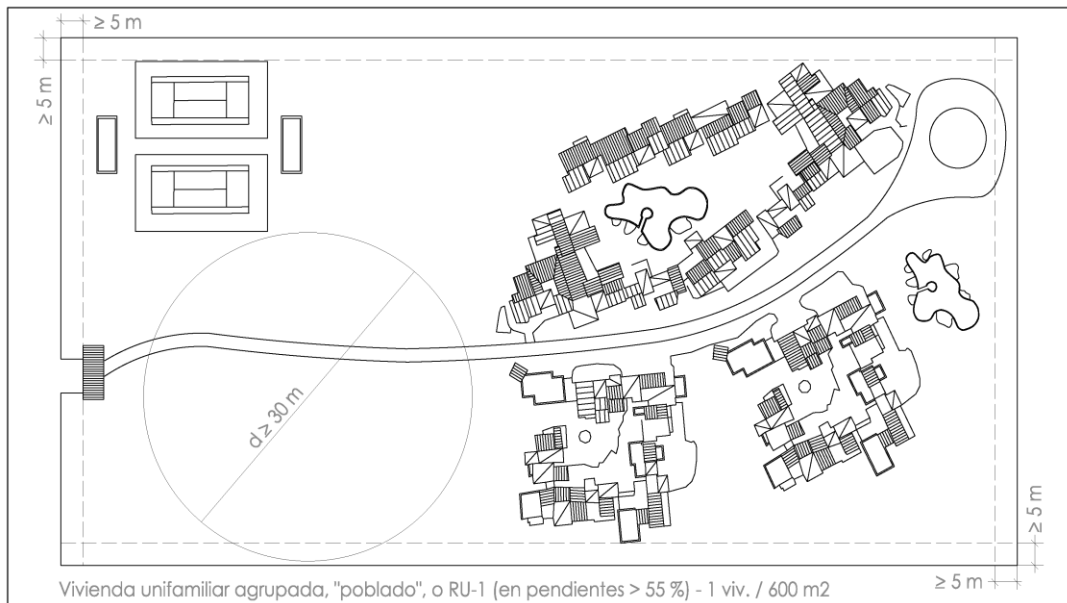 ≥ 5 m
≥ 5 m
d ≥ 30 m
≥ 5 m
Vivienda unifamiliar agrupada, "poblado", o RU-1 (en pendientes > 55 %) - 1 viv. / 600 m2
≥ 5 m